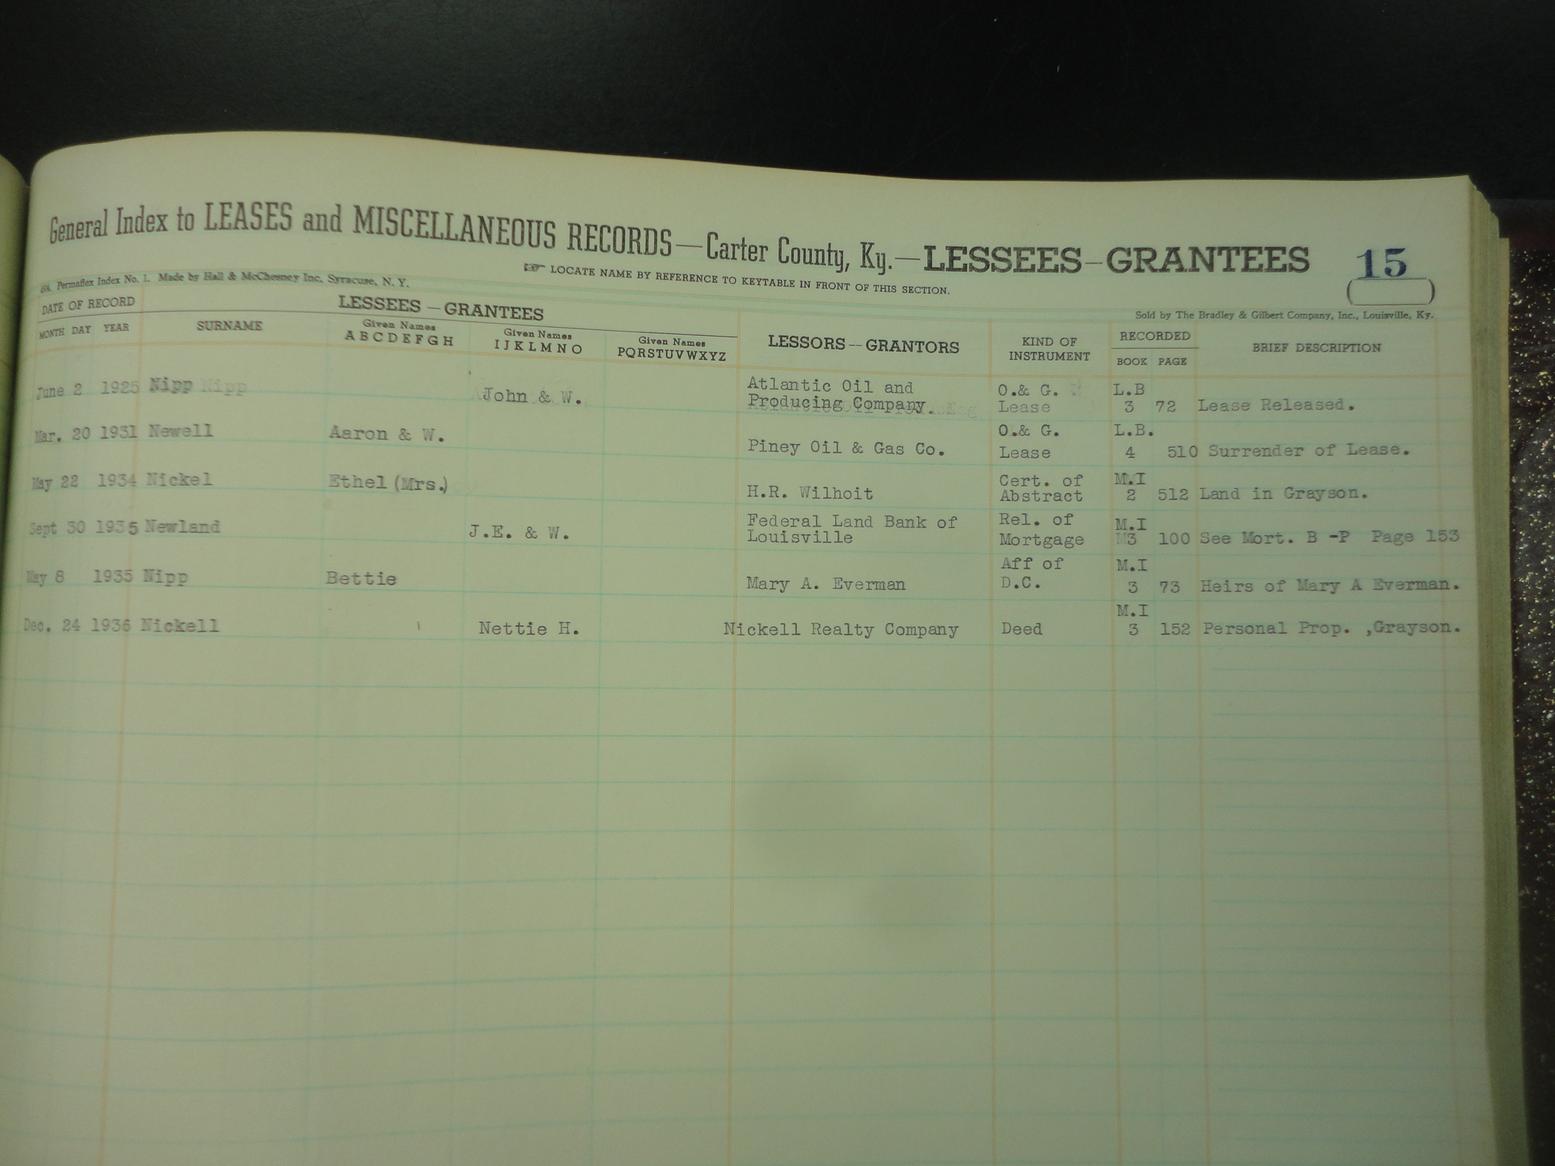 General Index to LEASES and MISCELLANEOUS RECORDS—Carter County, Ky.—LESSEES—GRANTEES 15
Permaflex Index No. 1. Made by Hall & McChesney Inc, Syracuse, N. Y.
☞ LOCATE NAME BY REFERENCE TO KEYTABLE IN FRONT OF THIS SECTION.
Sold by The Bradley & Gilbert Company, Inc., Louisville, Ky.
DATE OF RECORD LESSEES—GRANTEES LESSORS—GRANTORS KIND OF INSTRUMENT RECORDED BRIEF DESCRIPTION
MONTH DAY YEAR SURNAME Given Names ABCDEFGH Given Names IJKLMNO Given Names PQRSTUVWXYZ BOOK PAGE
June 2 1925 Nipp Nipp John & W. Atlantic Oil and Producing Company. O.& G. Lease L.B 3 72 Lease Released.
Mar. 20 1931 Newell Aaron & W. Piney Oil & Gas Co. O.& G. Lease L.B. 4 510 Surrender of Lease.
May 22 1934 Nickel Ethel (Mrs.) H.R. Wilhoit Cert. of Abstract M.I 2 512 Land in Grayson.
Sept 30 1935 Newland J.E. & W. Federal Land Bank of Louisville Rel. of Mortgage M.I 3 100 See Mort. B -P Page 153
May 8 1935 Nipp Bettie Mary A. Everman Aff of D.C. M.I 3 73 Heirs of Mary A Everman.
Dec. 24 1936 Nickell Nettie H. Nickell Realty Company Deed M.I 3 152 Personal Prop. ,Grayson.